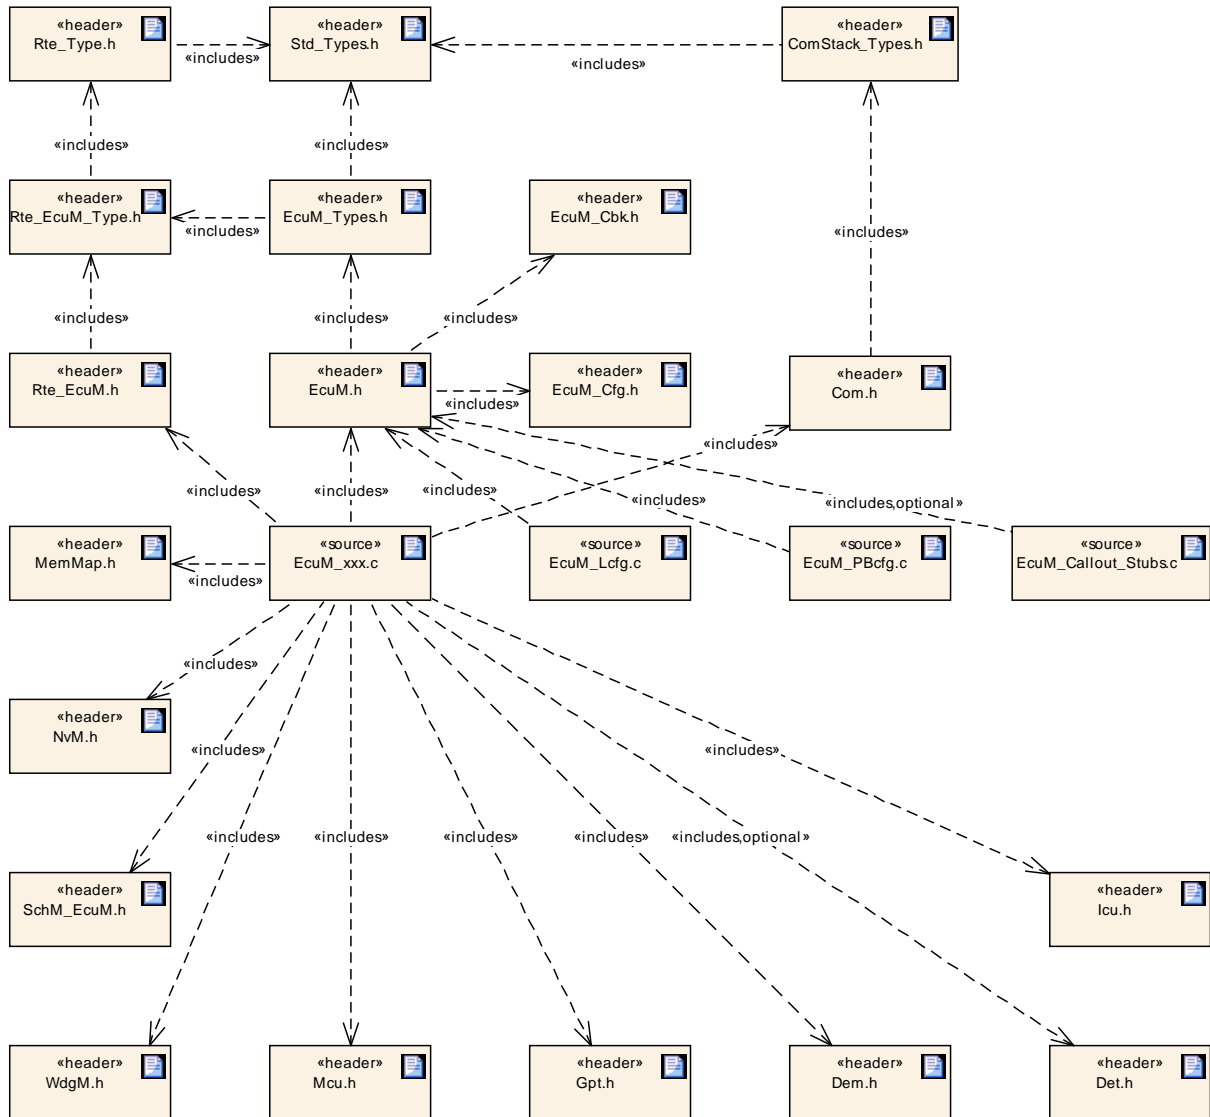 «header»
Rte_Type.h
«header»
Std_Types.h
«header»
ComStack_Types.h
«includes»
«includes»
«includes»
«includes»
«header»
Rte_EcuM_Type.h
«header»
EcuM_Types.h
«header»
EcuM_Cbk.h
«includes»
«includes»
«includes»
«includes»
«includes»
«header»
Rte_EcuM.h
«header»
EcuM.h
«header»
EcuM_Cfg.h
«header»
Com.h
«includes»
«includes»
«includes»
«includes»
«includes»
«includes»
«includes,optional»
«header»
MemMap.h
«source»
EcuM_xxx.c
«source»
EcuM_Lcfg.c
«source»
EcuM_PBcfg.c
«source»
EcuM_Callout_Stubs.c
«includes»
«includes»
«header»
NvM.h
«includes»
«includes»
«includes»
«includes»
«includes»
«includes»
«includes,optional»
«header»
SchM_EcuM.h
«header»
Icu.h
«header»
WdgM.h
«header»
Mcu.h
«header»
Gpt.h
«header»
Dem.h
«header»
Det.h